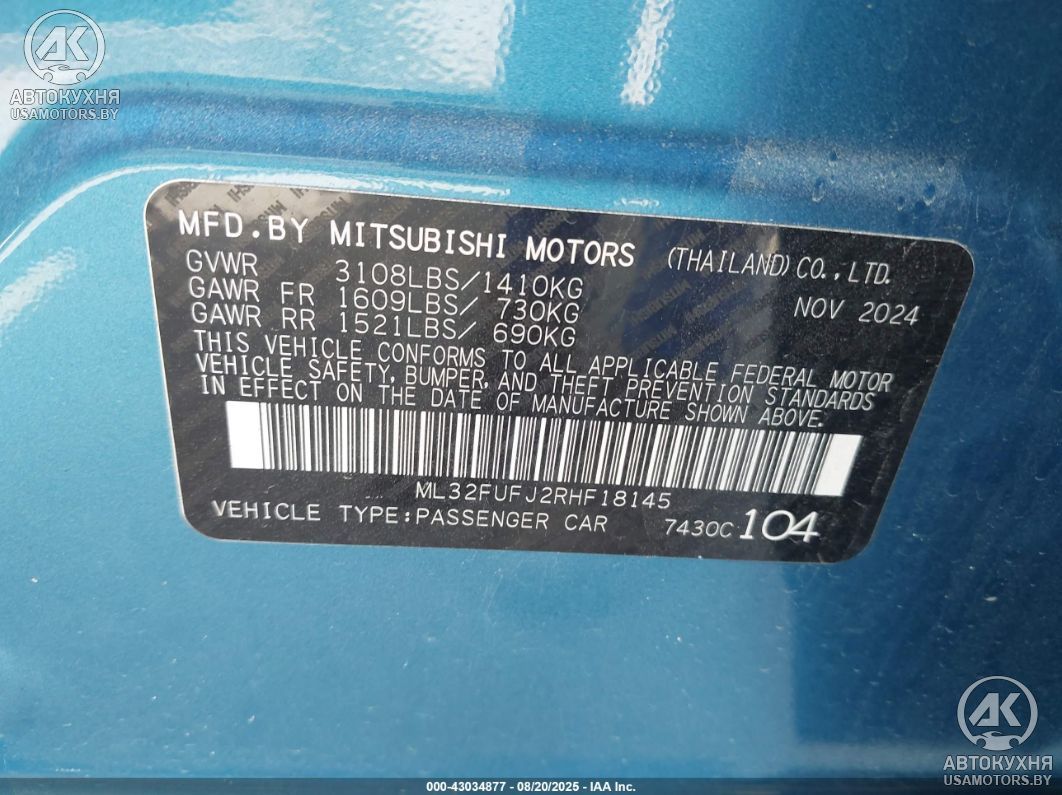 АВТОКУХНЯ
USAMOTORS.BY
MFD.BY MITSUBISHI MOTORS (THAILAND) CO.,LTD.
GVWR 3108LBS/1410KG
NOV 2024
GAWR FR 1609LBS/ 730KG
GAWR RR 1521LBS/ 690KG
THIS VEHICLE CONFORMS TO ALL APPLICABLE FEDERAL MOTOR
VEHICLE SAFETY, BUMPER, AND THEFT PREVENTION STANDARDS
IN EFFECT ON THE DATE OF MANUFACTURE SHOWN ABOVE.
ML32FUFJ2RHF18145
VEHICLE TYPE:PASSENGER CAR 7430C 104
АВТОКУХНЯ
USAMOTORS.BY
000-43034877 - 08/20/2025 - IAA Inc.